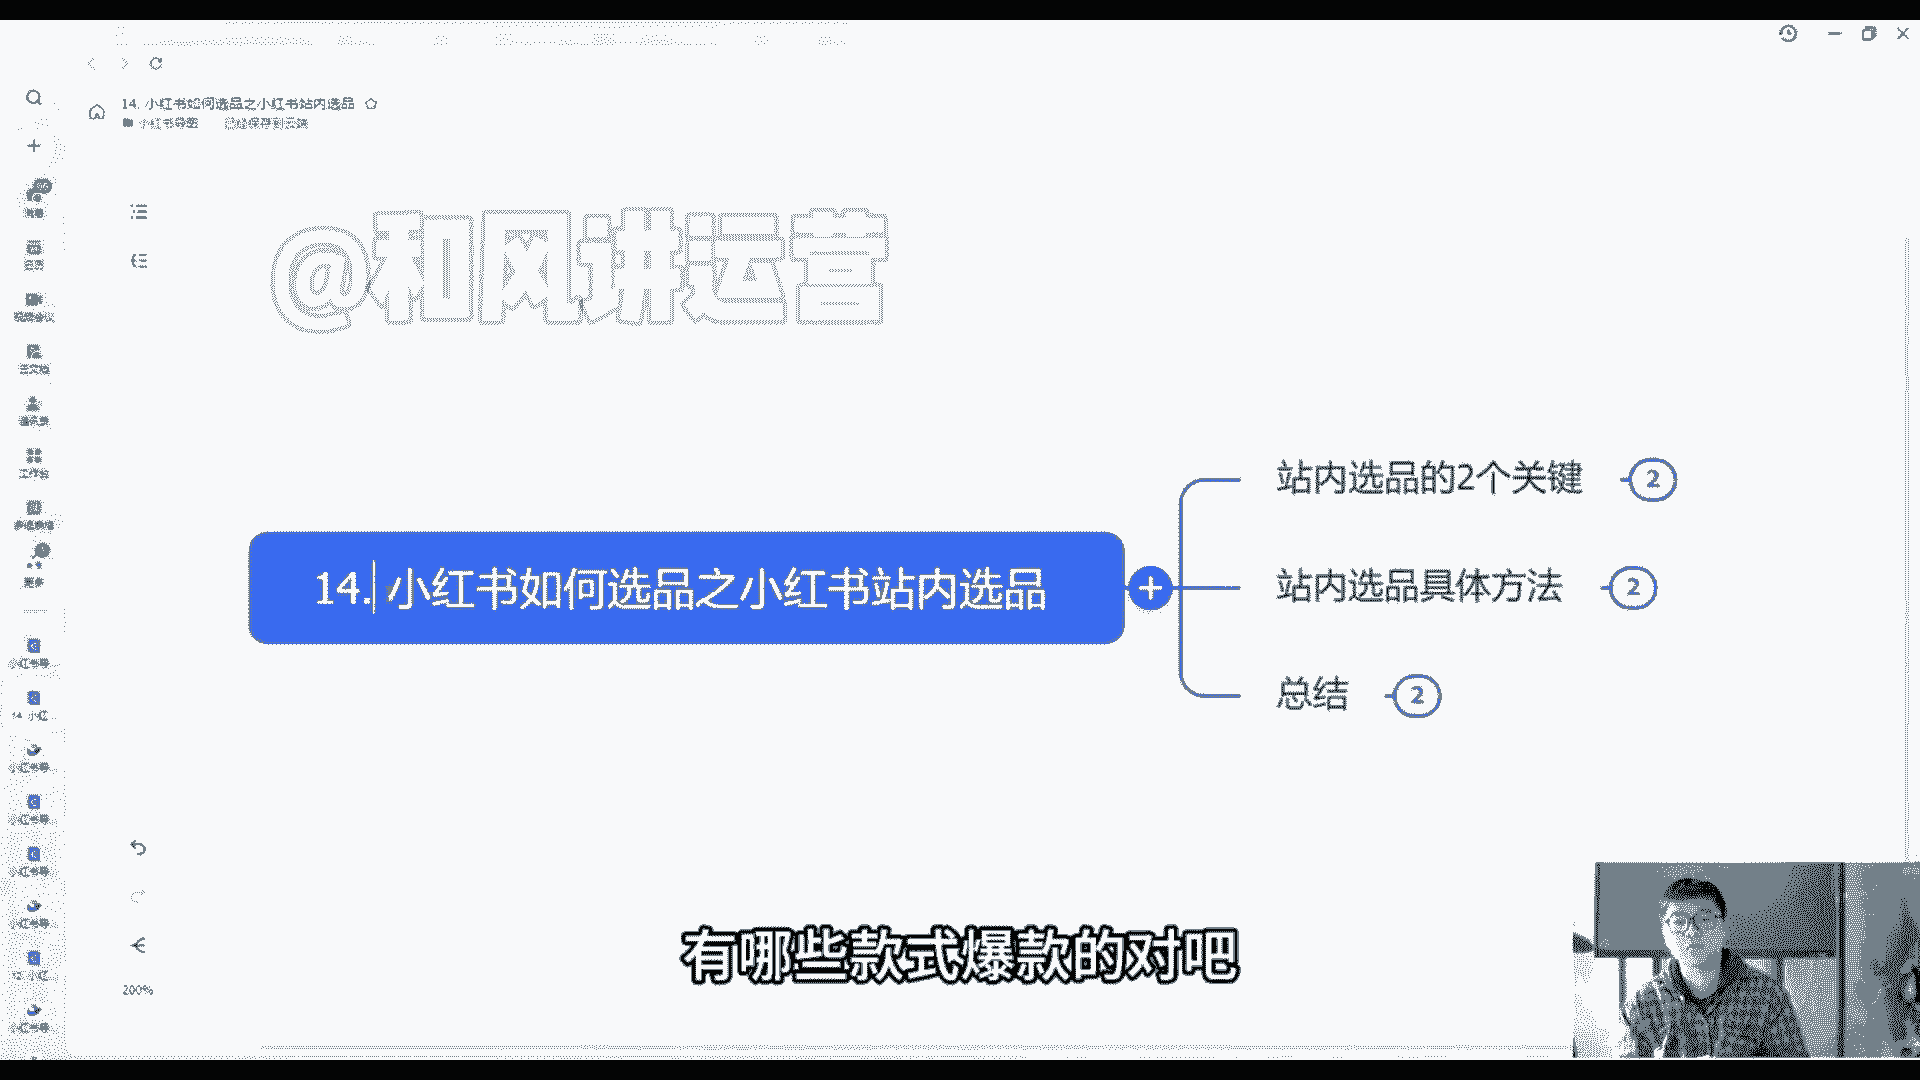 14. 小红书如何选品之小红书站内选品
小红书导图 已经保存到云端
@和风讲运营
站内选品的2个关键 2
14. 小红书如何选品之小红书站内选品
站内选品具体方法 2
总结 2
200%
有哪些款式爆款的对吧